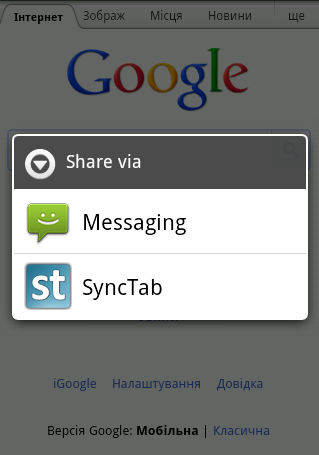 Інтернет Зображ Місця Новини ще
Google
Share via
Messaging
st SyncTab
iGoogle Налаштування Довідка
Версія Google: Мобільна | Класична